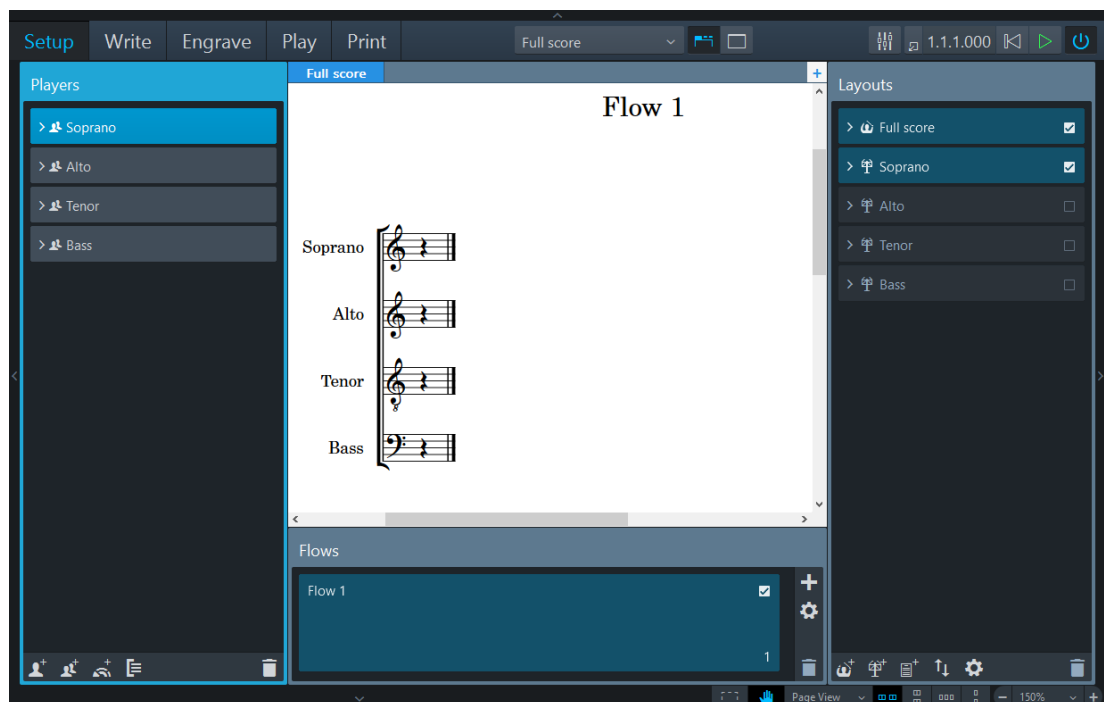 Setup Write Engrave Play Print Full score 1.1.1.000
Players
Soprano
Alto
Tenor
Bass
Full score
Flow 1
Soprano
Alto
Tenor
8
Bass
Flows
Flow 1
1
Layouts
Full score
Soprano
Alto
Tenor
Bass
Page View 150%